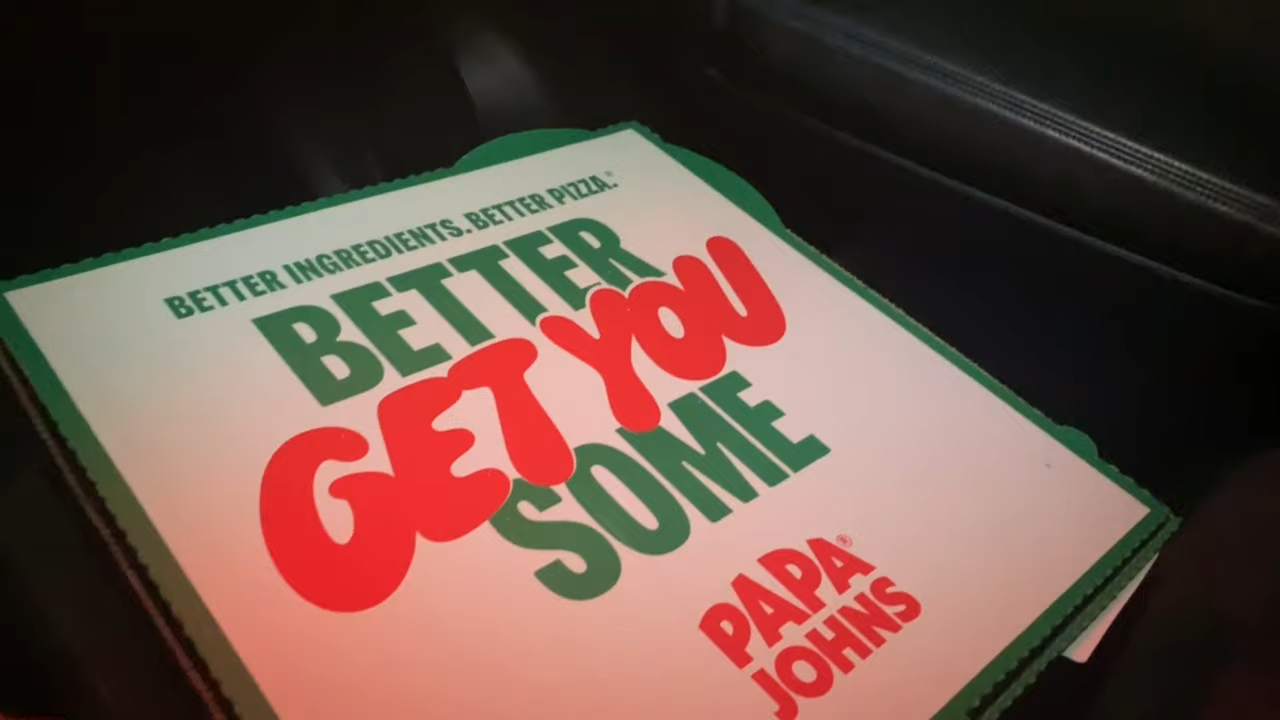 BETTER INGREDIENTS. BETTER PIZZA.®
BETTER
GET YOU
SOME
PAPA®
JOHNS